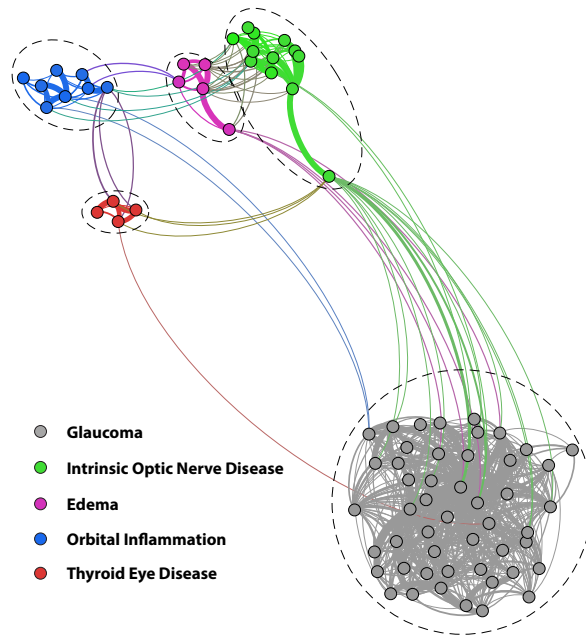 Glaucoma
Intrinsic Optic Nerve Disease
Edema
Orbital Inflammation
Thyroid Eye Disease